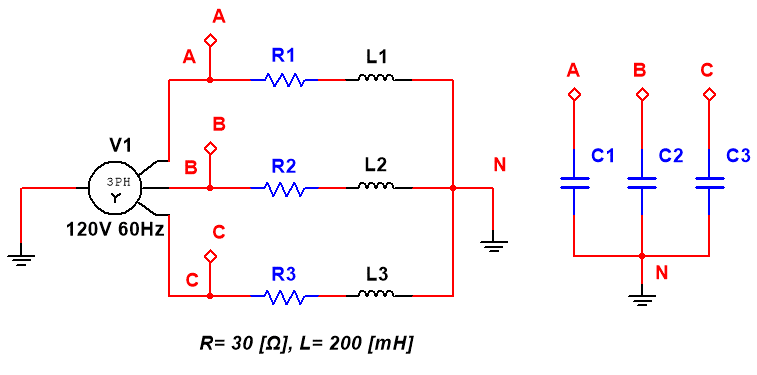 A
A
R1
L1
A
B
C
V1
B
C1
C2
C3
3PH
Y
B
R2
L2
N
120V 60Hz
C
C
R3
L3
N
R= 30 [Ω], L= 200 [mH]